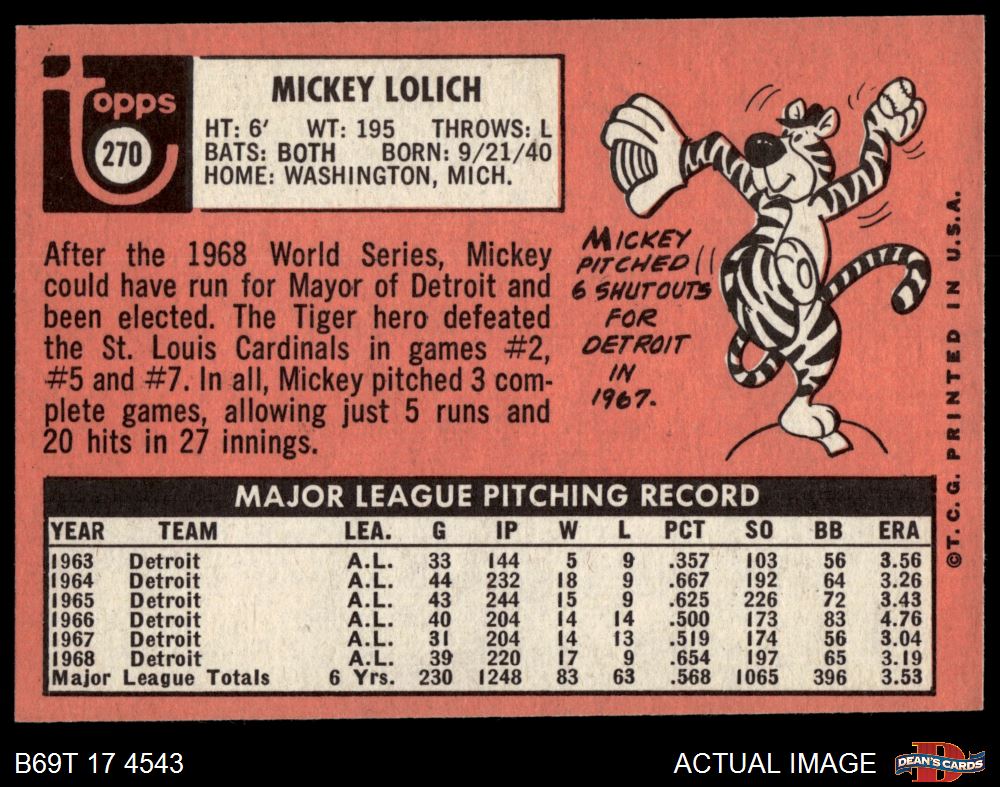 Topps
270
MICKEY LOLICH
HT: 6' WT: 195 THROWS: L
BATS: BOTH BORN: 9/21/40
HOME: WASHINGTON, MICH.
After the 1968 World Series, Mickey
could have run for Mayor of Detroit and
been elected. The Tiger hero defeated
the St. Louis Cardinals in games #2,
#5 and #7. In all, Mickey pitched 3 com-
plete games, allowing just 5 runs and
20 hits in 27 innings.
MICKEY
PITCHED
6 SHUTOUTS
FOR
DETROIT
IN
1967.
©T. C. G. PRINTED IN U.S.A.
MAJOR LEAGUE PITCHING RECORD
YEAR TEAM LEA. G IP W L PCT SO BB ERA
1963 Detroit A.L. 33 144 5 9 .357 103 56 3.56
1964 Detroit A.L. 44 232 18 9 .667 192 64 3.26
1965 Detroit A.L. 43 244 15 9 .625 226 72 3.43
1966 Detroit A.L. 40 204 14 14 .500 173 83 4.76
1967 Detroit A.L. 31 204 14 13 .519 174 56 3.04
1968 Detroit A.L. 39 220 17 9 .654 197 65 3.19
Major League Totals 6 Yrs. 230 1248 83 63 .568 1065 396 3.53
B69T 17 4543
ACTUAL IMAGE
DEAN'S CARDS